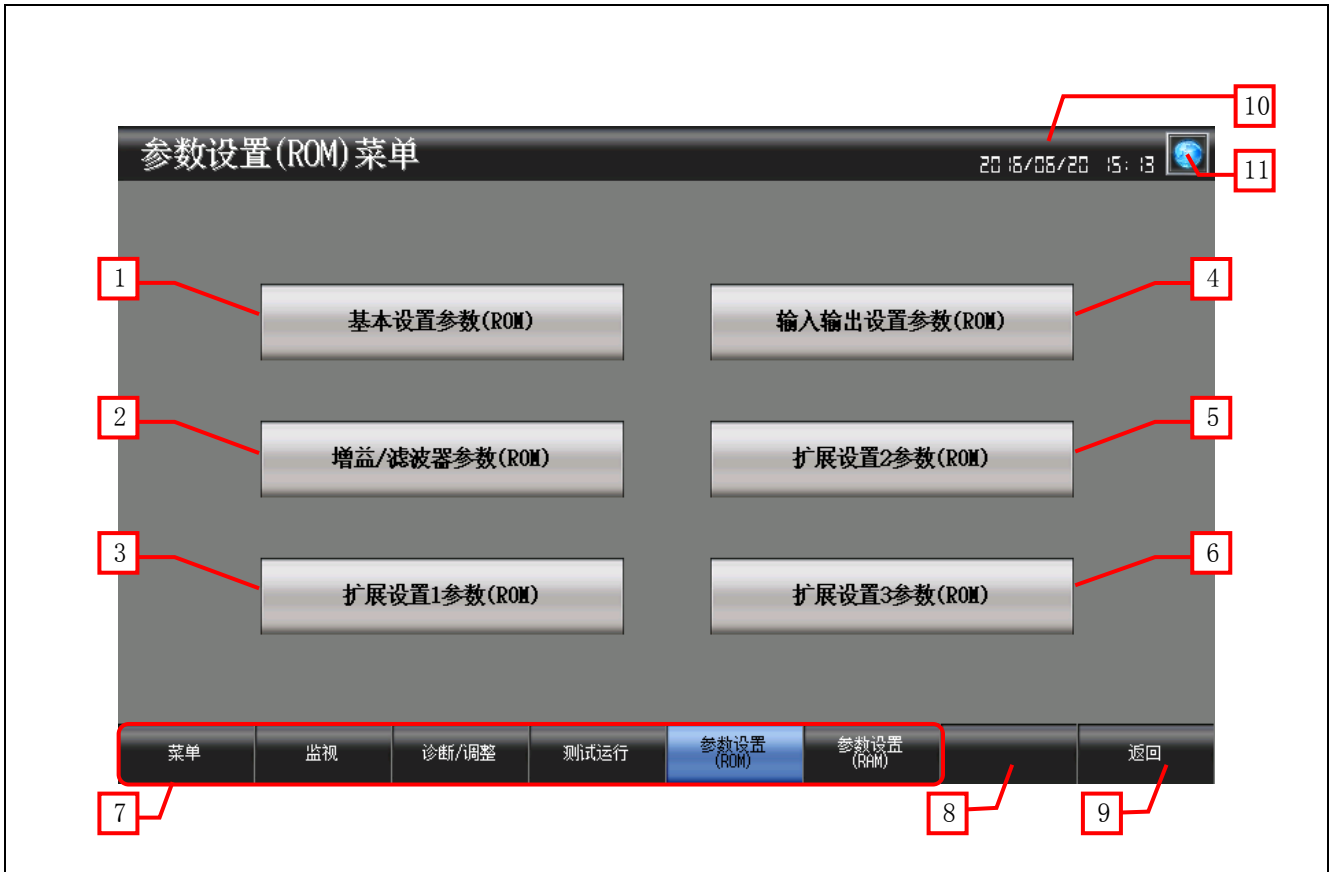 10
参数设置(ROM)菜单
2016/06/20 15:13
11
1
4
基本设置参数(ROM)
输入输出设置参数(ROM)
2
5
增益/滤波器参数(ROM)
扩展设置2参数(ROM)
3
6
扩展设置1参数(ROM)
扩展设置3参数(ROM)
菜单
监视
诊断/调整
测试运行
参数设置
(ROM)
参数设置
(RAM)
返回
7
8
9